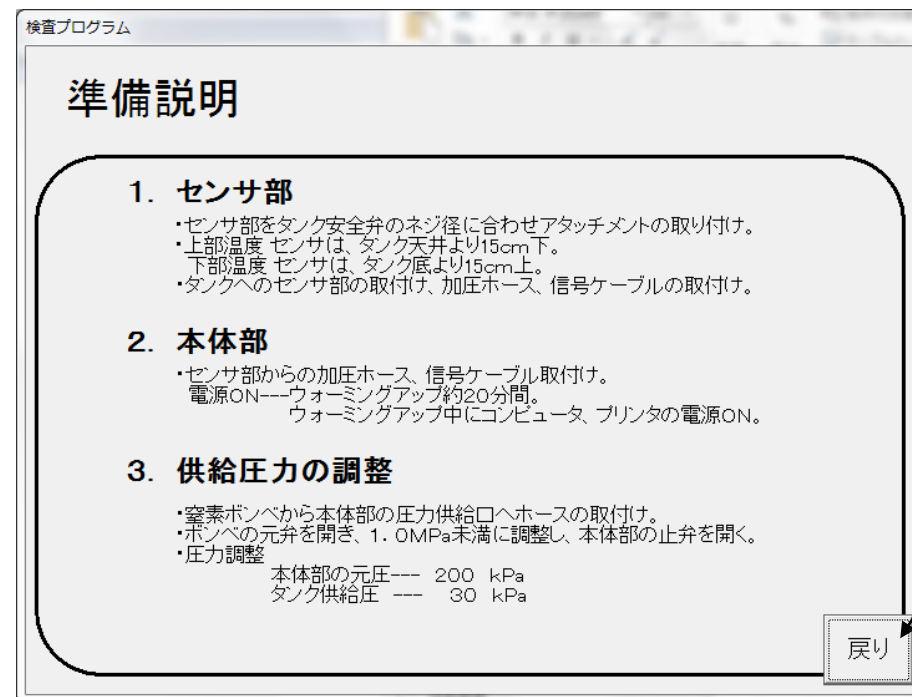 検査プログラム
準備説明
1. センサ部
・センサ部をタンク安全弁のネジ径に合わせアタッチメントの取り付け。
・上部温度 センサは、タンク天井より15cm下。
下部温度 センサは、タンク底より15cm上。
・タンクへのセンサ部の取付け、加圧ホース、信号ケーブルの取付け。
2. 本体部
・センサ部からの加圧ホース、信号ケーブル取付け。
電源ON---ウォーミングアップ約20分間。
ウォーミングアップ中にコンピュータ、プリンタの電源ON。
3. 供給圧力の調整
・窒素ボンベから本体部の圧力供給口へホースの取付け。
・ボンベの元弁を開き、1．0MPa未満に調整し、本体部の止弁を開く。
・圧力調整
本体部の元圧--- 200 kPa
タンク供給圧 --- 30 kPa
戻り